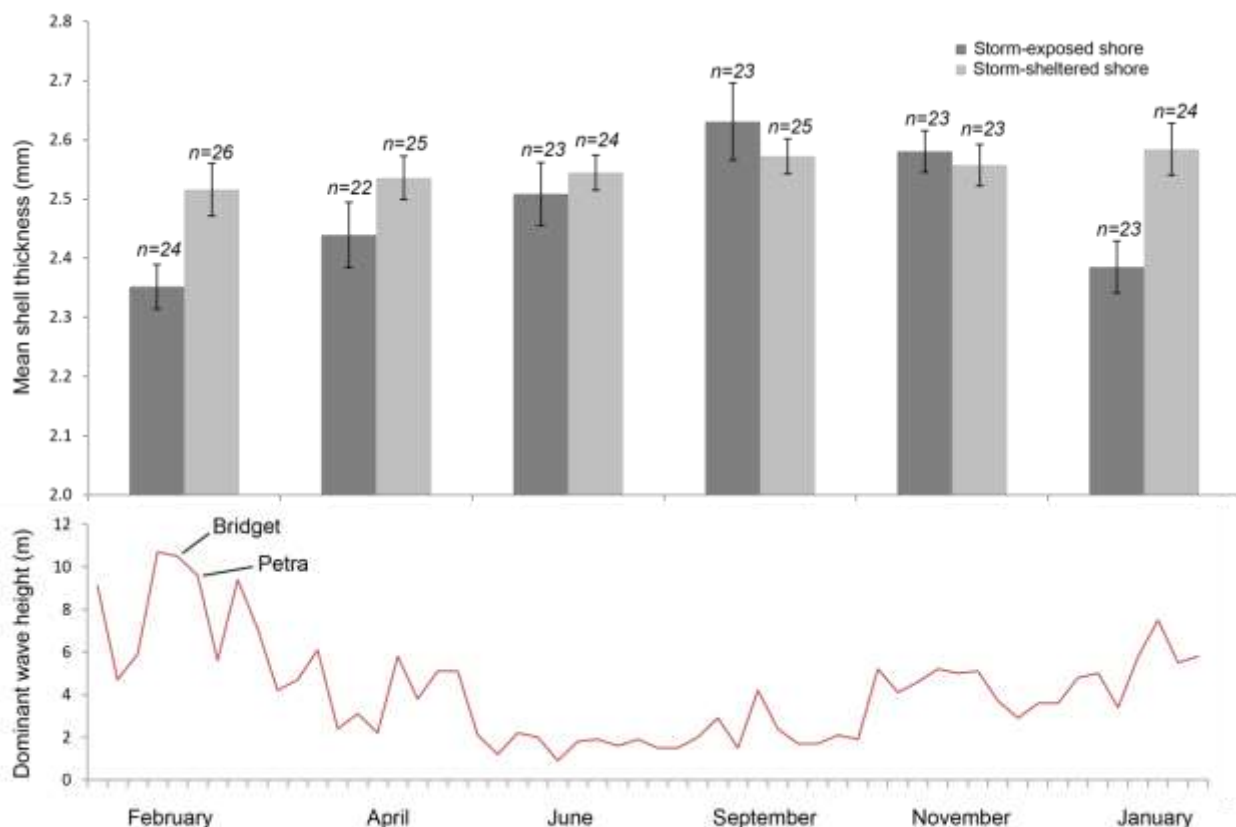 2.8
2.7
2.6
2.5
2.4
2.3
2.2
2.1
2.0
Mean shell thickness (mm)
Storm-exposed shore
Storm-sheltered shore
n=24
n=26
n=22
n=25
n=23
n=24
n=23
n=25
n=23
n=23
n=23
n=24
12
10
8
6
4
2
0
Dominant wave height (m)
Bridget
Petra
February April June September November January